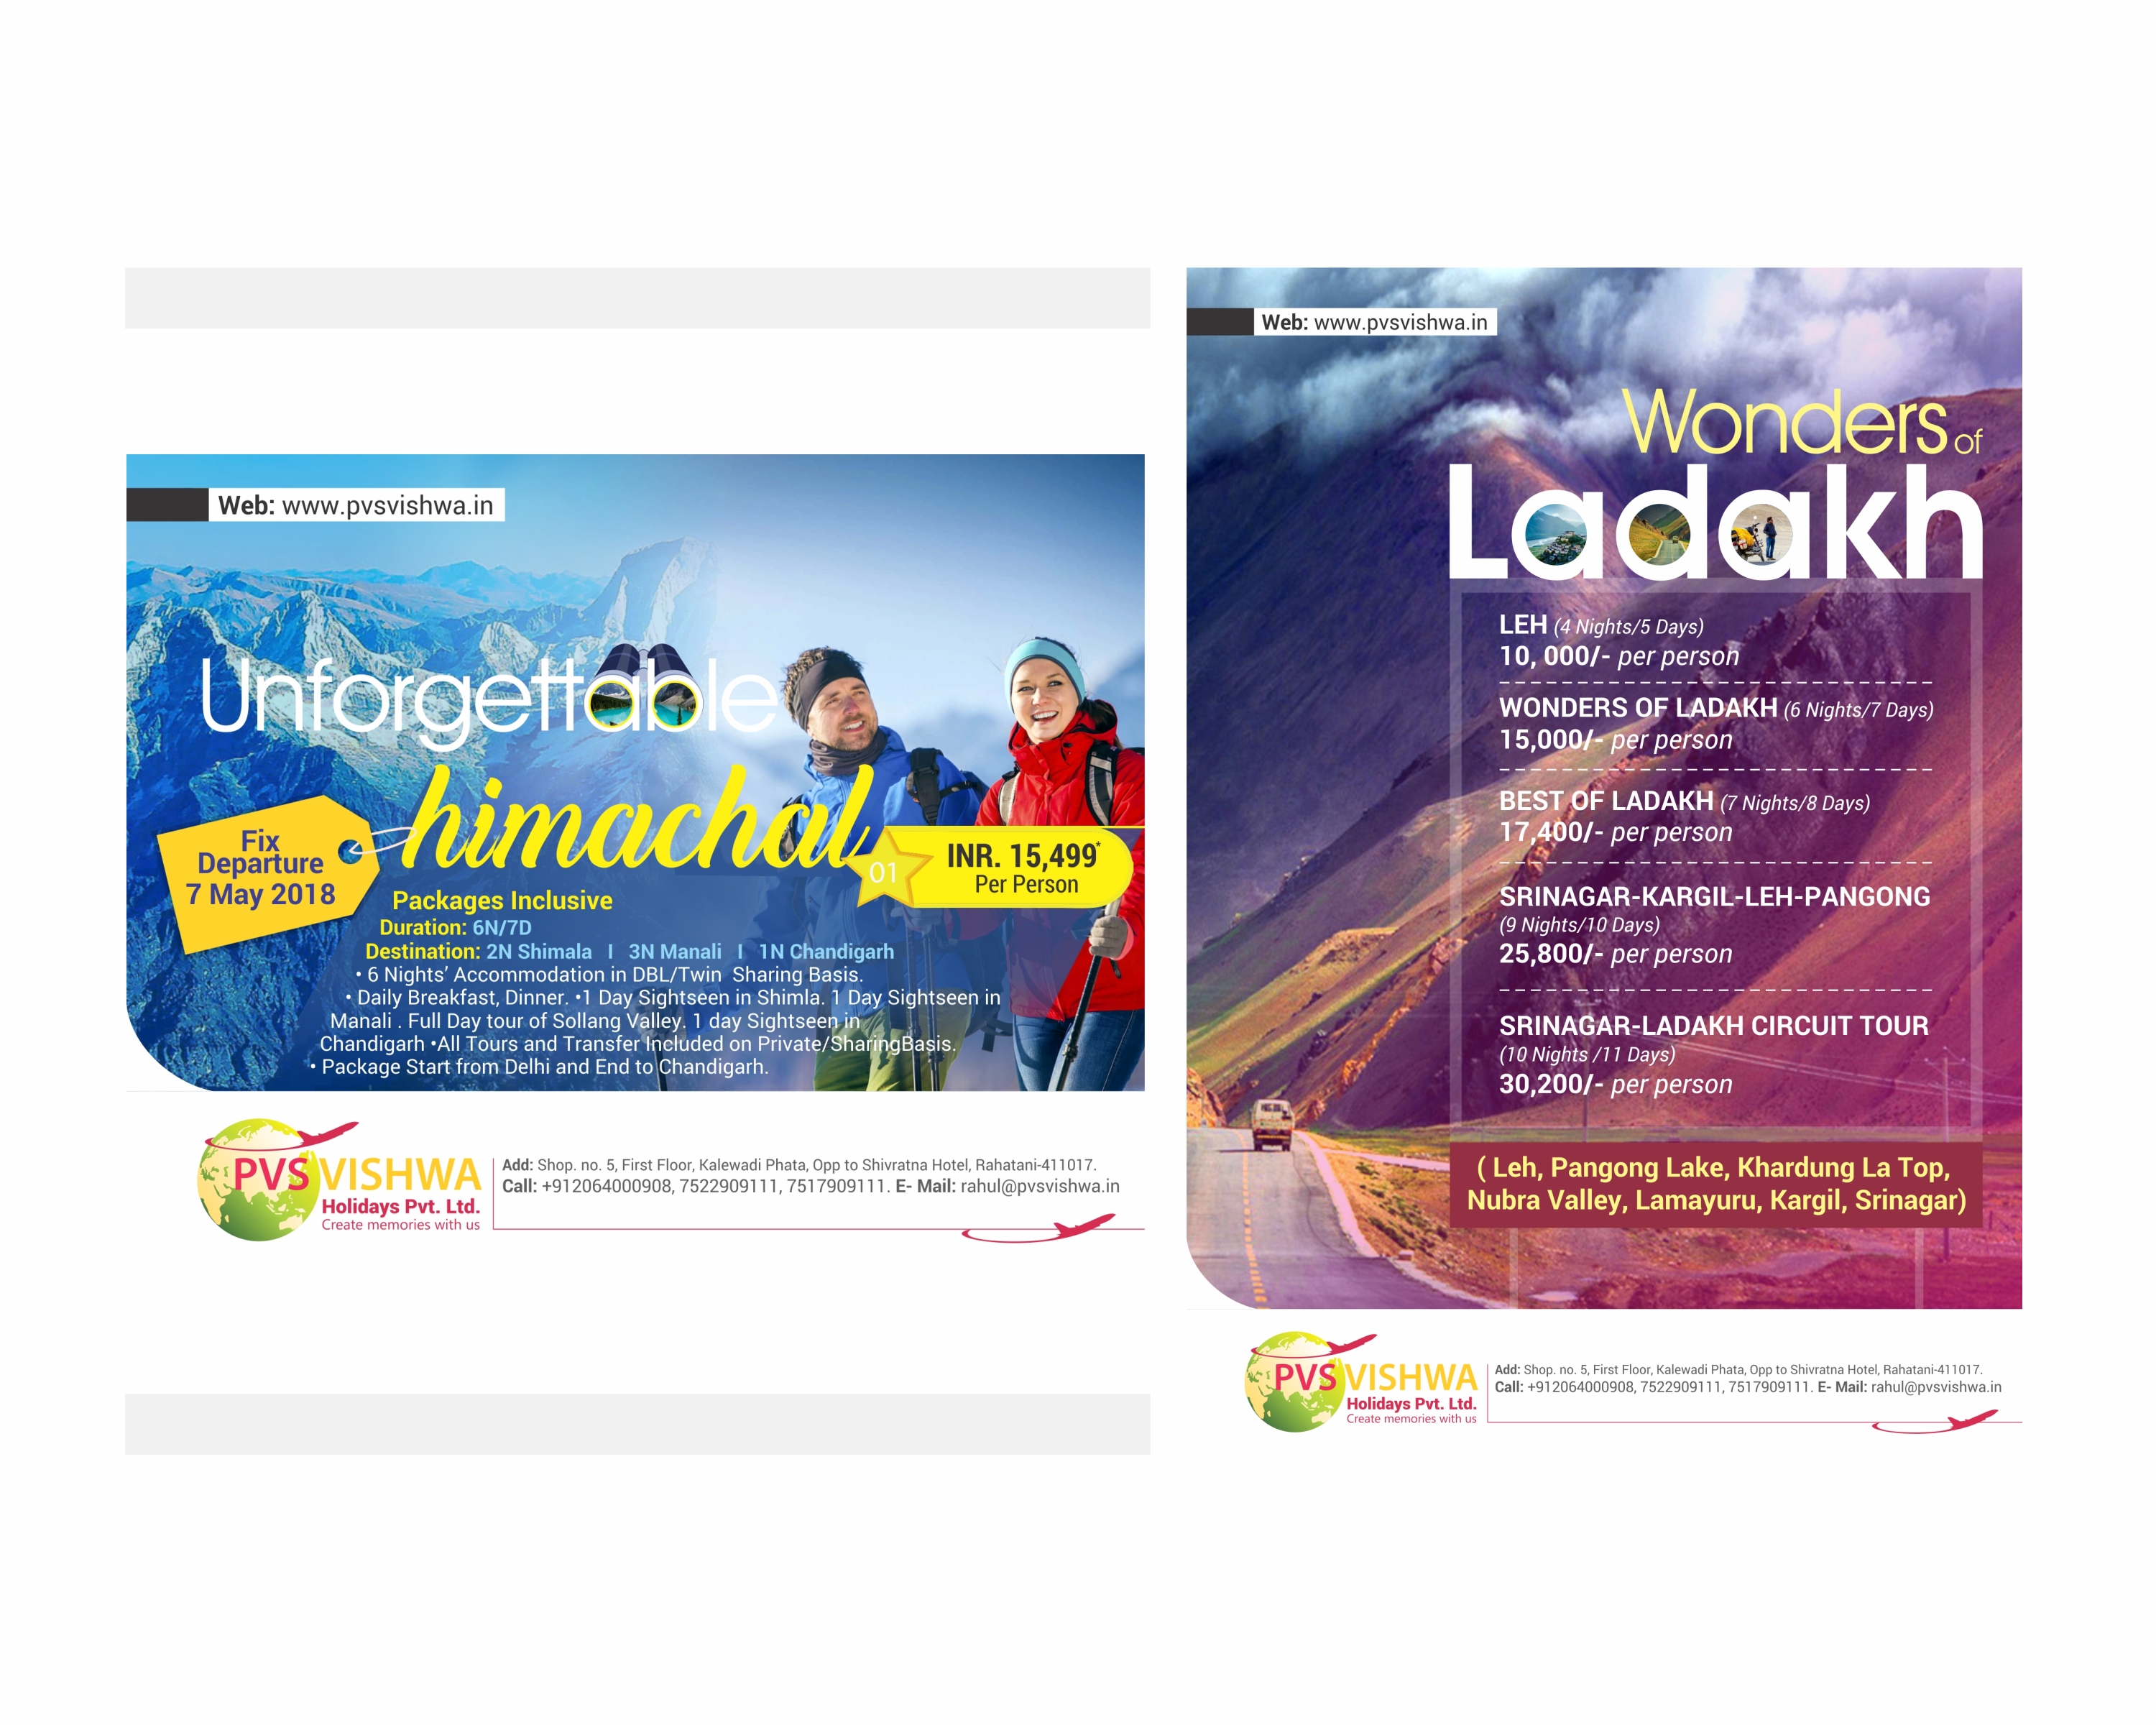 Web: www.pvsvishwa.in
Unforgettable
himachal
Fix
Departure
7 May 2018
01
INR. 15,499*
Per Person
Packages Inclusive
Duration: 6N/7D
Destination: 2N Shimala I 3N Manali I 1N Chandigarh
• 6 Nights’ Accommodation in DBL/Twin Sharing Basis.
• Daily Breakfast, Dinner. •1 Day Sightseen in Shimla. 1 Day Sightseen in
Manali . Full Day tour of Sollang Valley. 1 day Sightseen in
Chandigarh •All Tours and Transfer Included on Private/SharingBasis.
• Package Start from Delhi and End to Chandigarh.
PVS VISHWA
Holidays Pvt. Ltd.
Create memories with us
Add: Shop. no. 5, First Floor, Kalewadi Phata, Opp to Shivratna Hotel, Rahatani-411017.
Call: +912064000908, 7522909111, 7517909111. E- Mail: rahul@pvsvishwa.in
Web: www.pvsvishwa.in
Wonders of
Ladakh
LEH (4 Nights/5 Days)
10, 000/- per person
WONDERS OF LADAKH (6 Nights/7 Days)
15,000/- per person
BEST OF LADAKH (7 Nights/8 Days)
17,400/- per person
SRINAGAR-KARGIL-LEH-PANGONG
(9 Nights/10 Days)
25,800/- per person
SRINAGAR-LADAKH CIRCUIT TOUR
(10 Nights /11 Days)
30,200/- per person
( Leh, Pangong Lake, Khardung La Top,
Nubra Valley, Lamayuru, Kargil, Srinagar)
PVS VISHWA
Holidays Pvt. Ltd.
Create memories with us
Add: Shop. no. 5, First Floor, Kalewadi Phata, Opp to Shivratna Hotel, Rahatani-411017.
Call: +912064000908, 7522909111, 7517909111. E- Mail: rahul@pvsvishwa.in